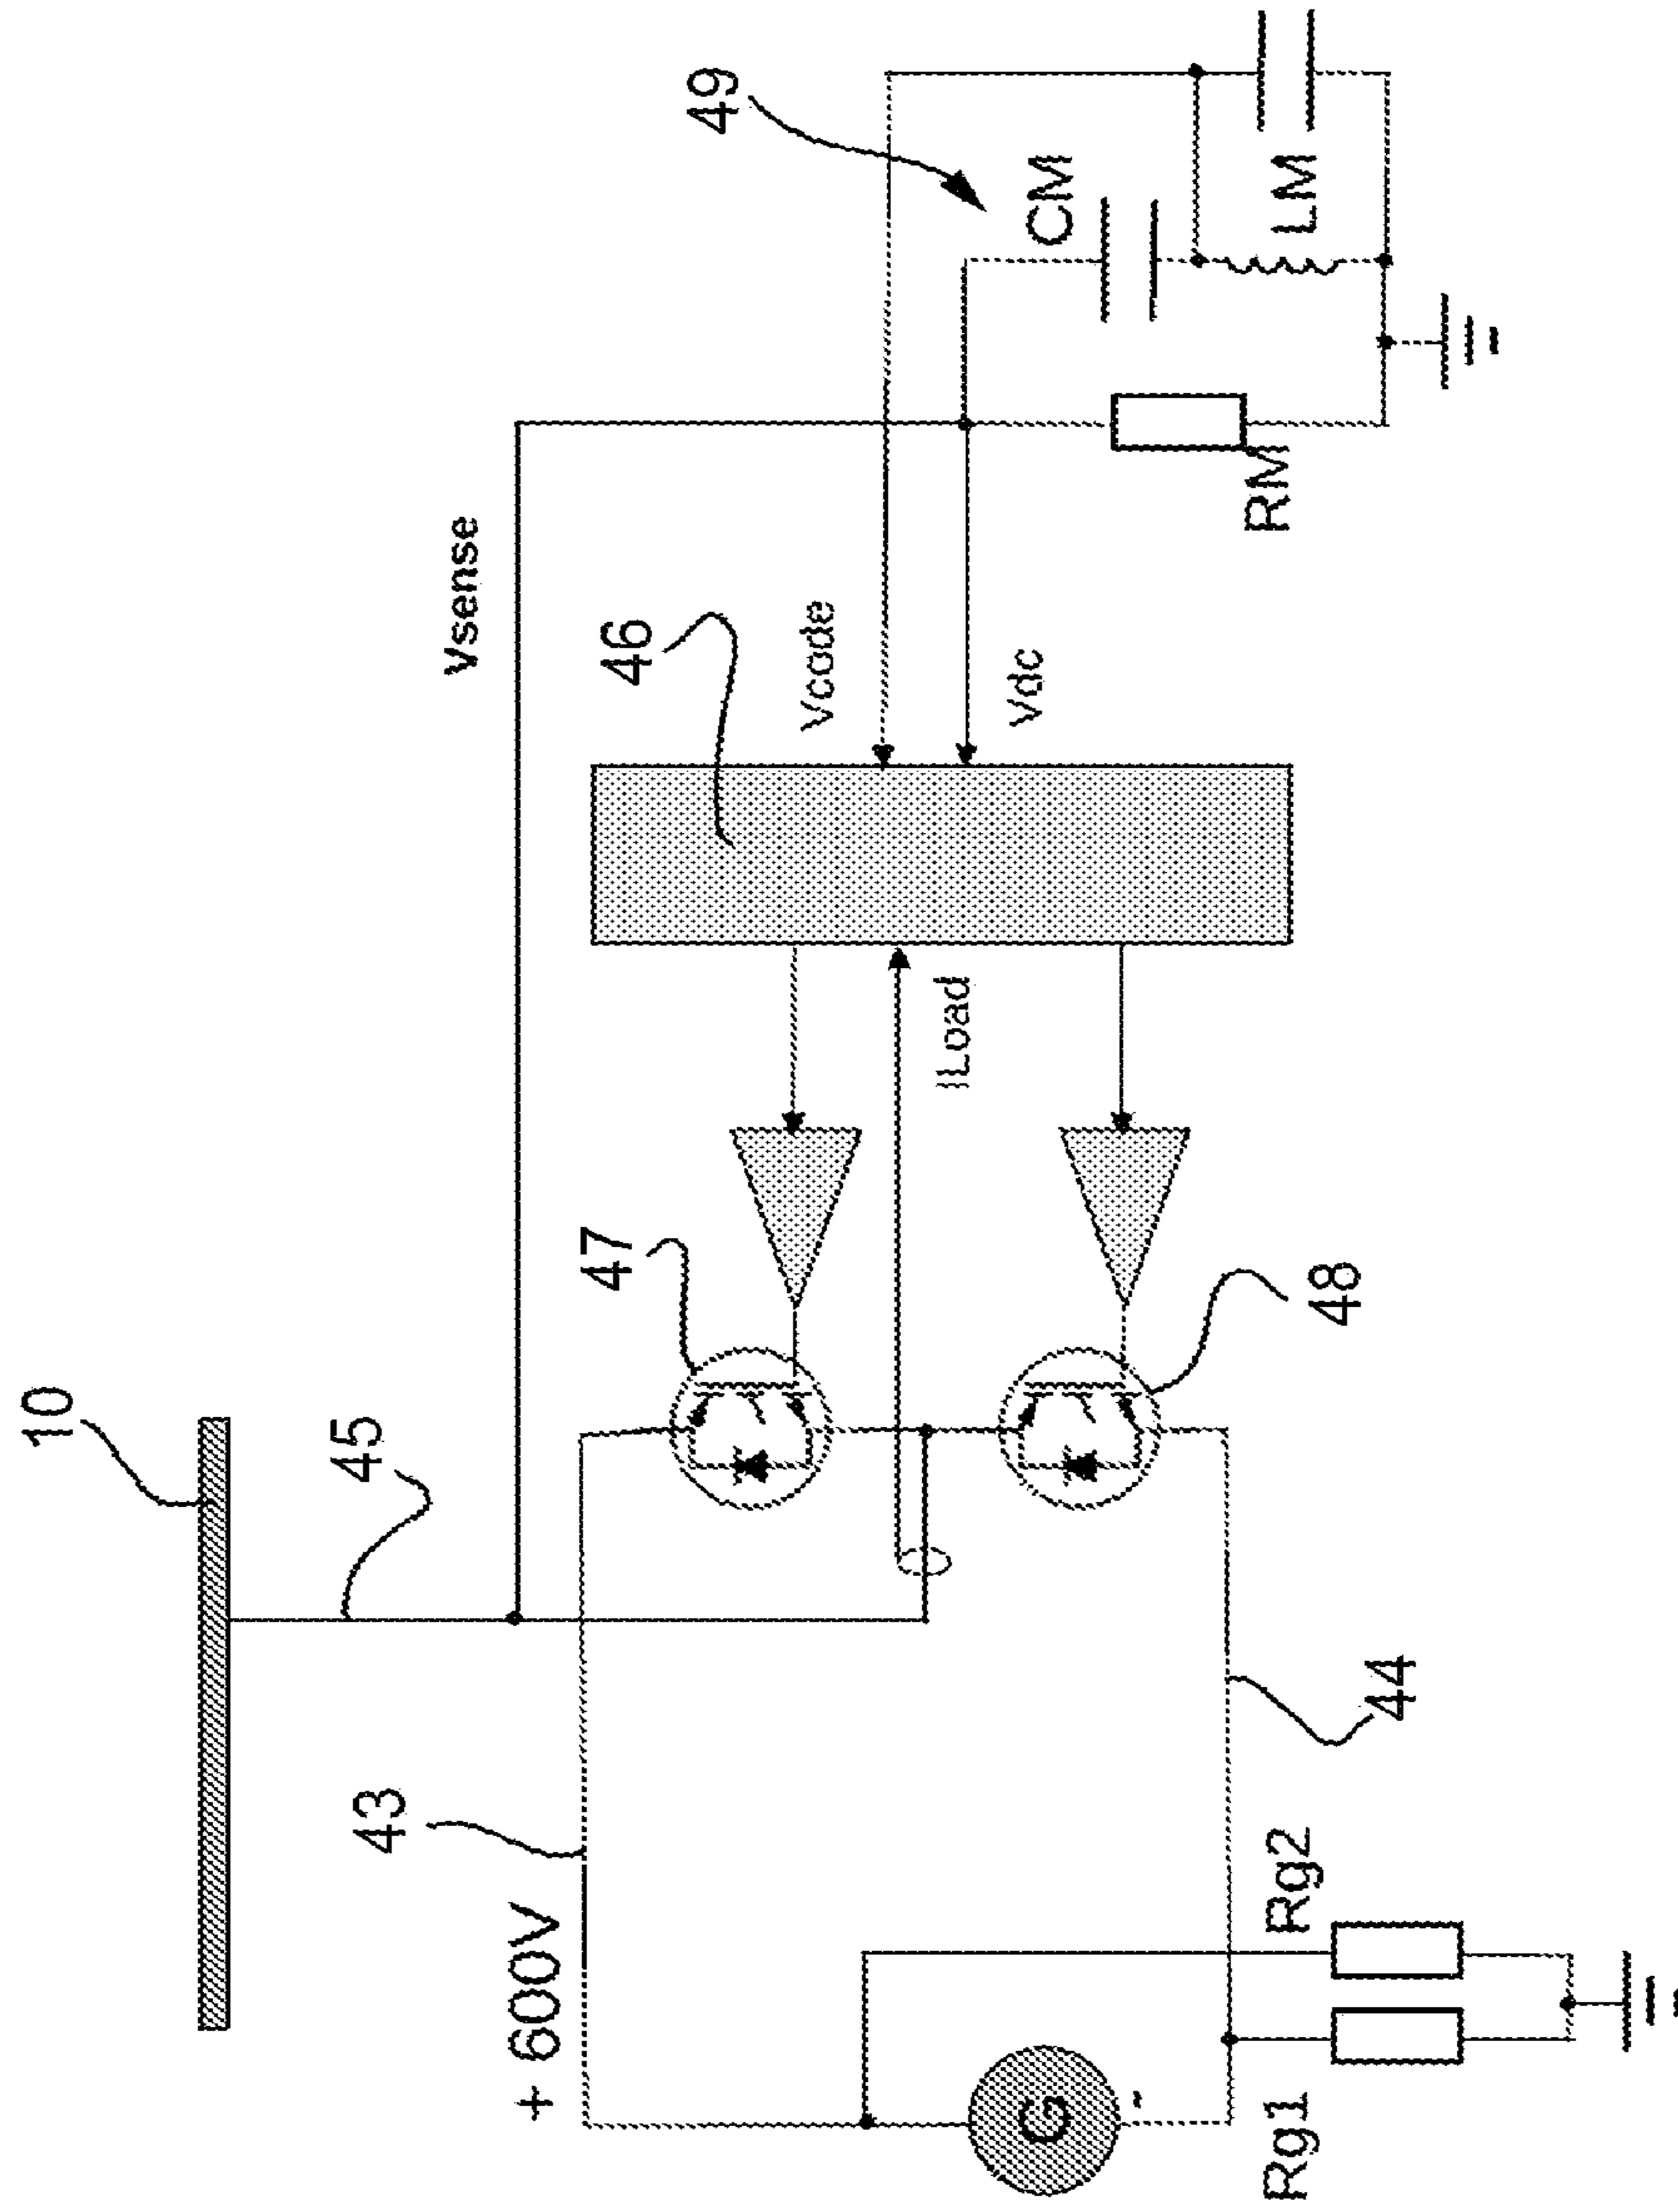 10
45
43
+ 600V
G
-
Rg1
Rg2
44
47
48
ILoad
46
Vsense
Vcode
Vdc
49
CM
LM
RM